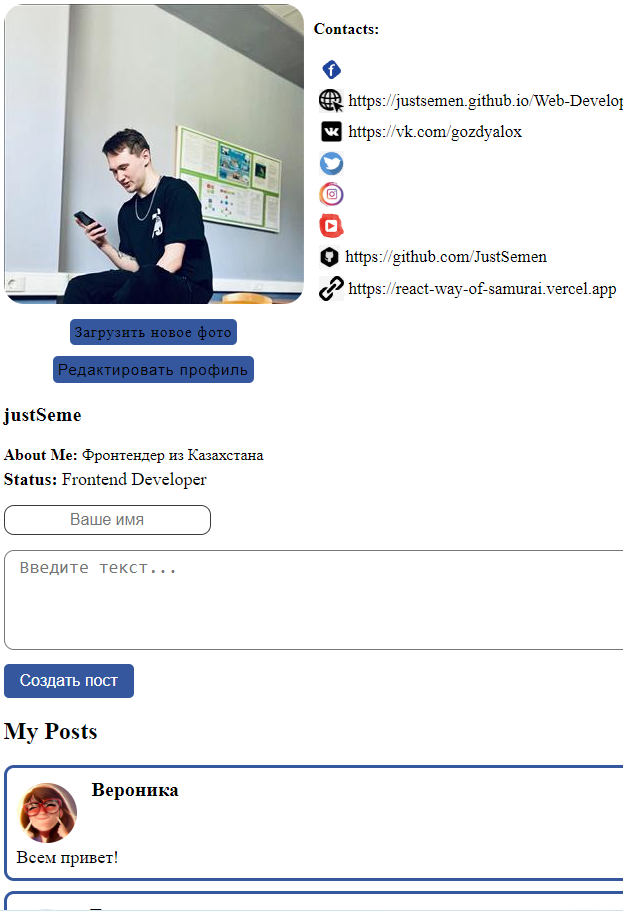 Contacts:
https://justsemen.github.io/Web-Develop
https://vk.com/gozdyalox
https://github.com/JustSemen
https://react-way-of-samurai.vercel.app
Загрузить новое фото
Редактировать профиль
justSeme
About Me: Фронтендер из Казахстана
Status: Frontend Developer
Ваше имя
Введите текст...
Создать пост
My Posts
Вероника
Всем привет!